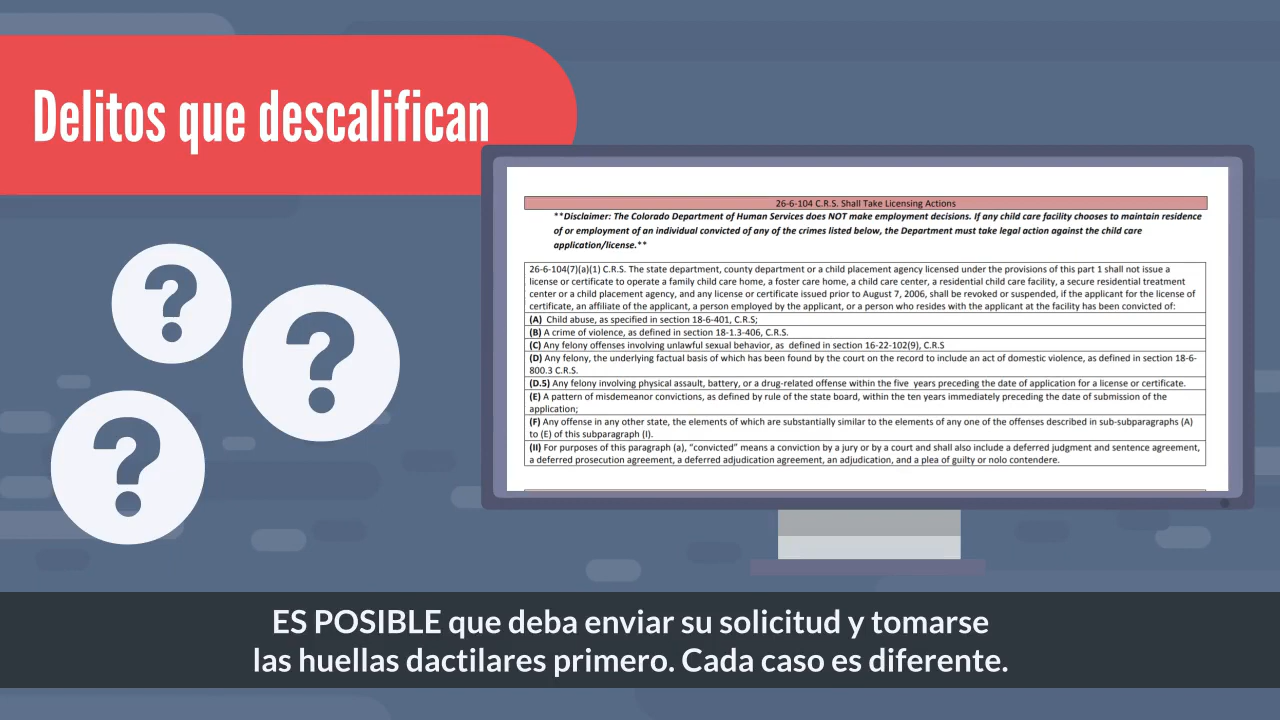 Delitos que descalifican
26-6-104 C.R.S. Shall Take Licensing Actions
**Disclaimer: The Colorado Department of Human Services does NOT make employment decisions. If any child care facility chooses to maintain residence
of or employment of an individual convicted of any of the crimes listed below, the Department must take legal action against the child care
application/license.**
26-6-104(7)(a)(1) C.R.S. The state department, county department or a child placement agency licensed under the provisions of this part 1 shall not issue a
license or certificate to operate a family child care home, a foster care home, a child care center, a residential child care facility, a secure residential treatment
center or a child placement agency, and any license or certificate issued prior to August 7, 2006, shall be revoked or suspended, if the applicant for the license of
certificate, an affiliate of the applicant, a person employed by the applicant, or a person who resides with the applicant at the facility has been convicted of:
(A) Child abuse, as specified in section 18-6-401, C.R.S;
(B) A crime of violence, as defined in section 18-1.3-406, C.R.S.
(C) Any felony offenses involving unlawful sexual behavior, as defined in section 16-22-102(9), C.R.S
(D) Any felony, the underlying factual basis of which has been found by the court on the record to include an act of domestic violence, as defined in section 18-6-
800.3 C.R.S.
(D.5) Any felony involving physical assault, battery, or a drug-related offense within the five years preceding the date of application for a license or certificate.
(E) A pattern of misdemeanor convictions, as defined by rule of the state board, within the ten years immediately preceding the date of submission of the
application;
(F) Any offense in any other state, the elements of which are substantially similar to the elements of any one of the offenses described in sub-subparagraphs (A)
to (E) of this subparagraph (I).
(II) For purposes of this paragraph (a), “convicted” means a conviction by a jury or by a court and shall also include a deferred judgment and sentence agreement,
a deferred prosecution agreement, a deferred adjudication agreement, an adjudication, and a plea of guilty or nolo contendere.
?
?
?
ES POSIBLE que deba enviar su solicitud y tomarse
las huellas dactilares primero. Cada caso es diferente.